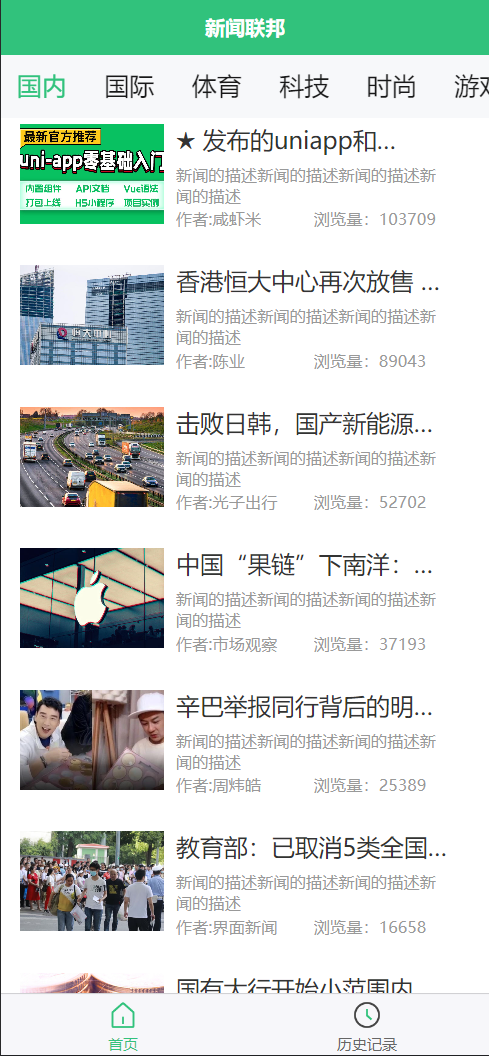 新闻联邦
国内 国际 体育 科技 时尚
最新官方推荐
uni-app零基础入门
内置组件 API文档 Vue语法
打包上线 H5小程序 项目实例
★ 发布的uniapp和...
新闻的描述新闻的描述新闻的描述新
闻的描述
作者:咸虾米 浏览量：103709
恒大中心
香港恒大中心再次放售 ...
新闻的描述新闻的描述新闻的描述新
闻的描述
作者:陈业 浏览量：89043
击败日韩，国产新能源...
新闻的描述新闻的描述新闻的描述新
闻的描述
作者:光子出行 浏览量：52702
中国“果链”下南洋：...
新闻的描述新闻的描述新闻的描述新
闻的描述
作者:市场观察 浏览量：37193
辛巴举报同行背后的明...
新闻的描述新闻的描述新闻的描述新
闻的描述
作者:周炜皓 浏览量：25389
教育部：已取消5类全国...
新闻的描述新闻的描述新闻的描述新
闻的描述
作者:界面新闻 浏览量：16658
国有大行开始小范围内
首页 历史记录